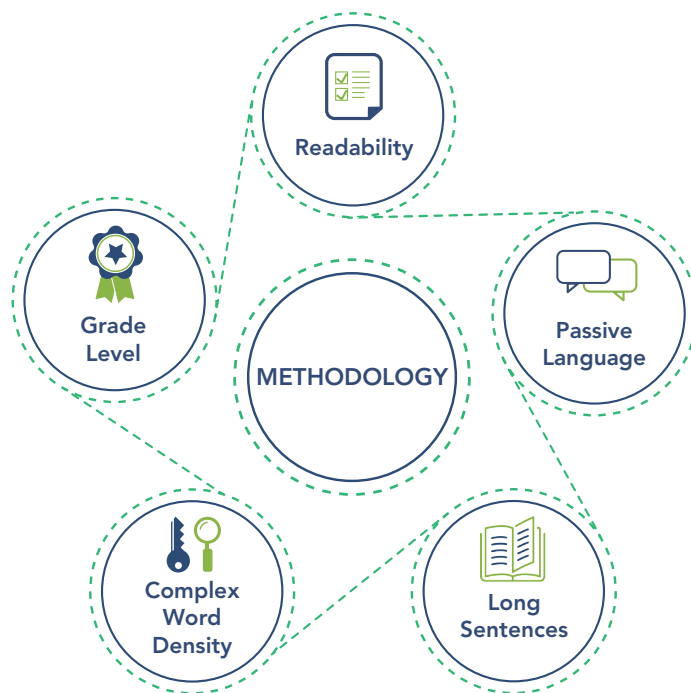 Readability
Grade
Level
Passive
Language
METHODOLOGY
Complex
Word
Density
Long
Sentences